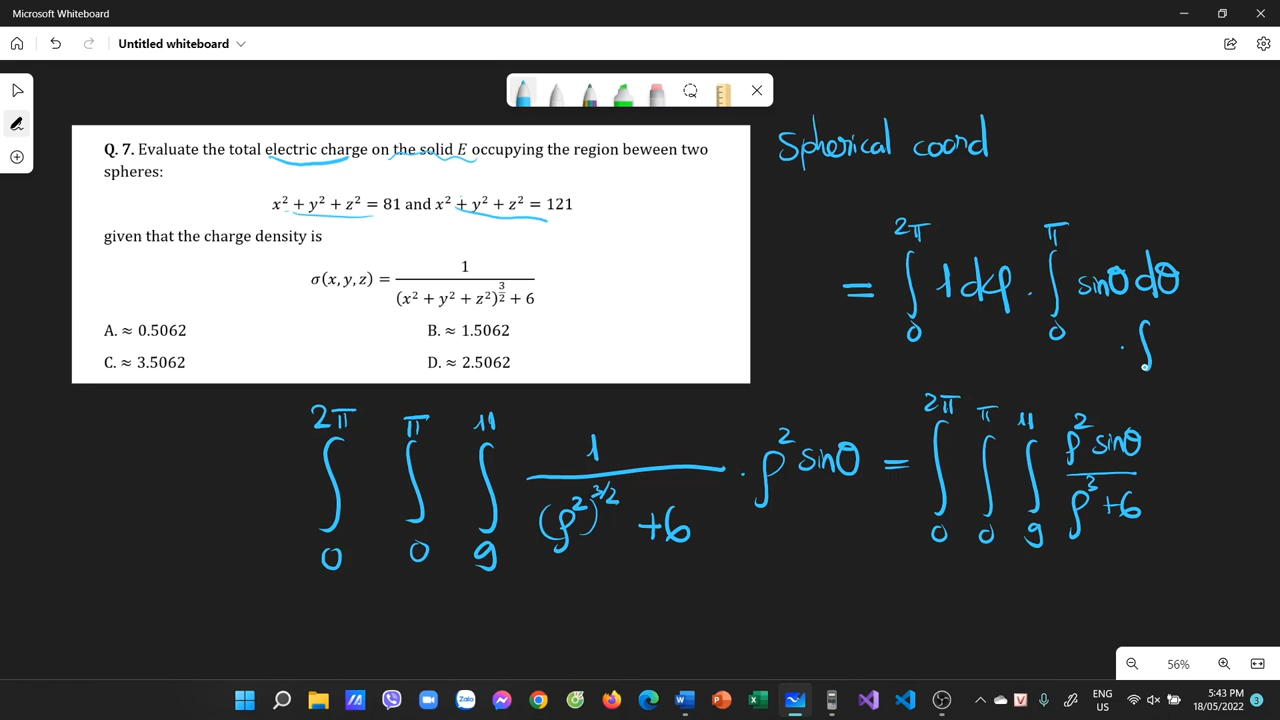 Microsoft Whiteboard
Untitled whiteboard
Q. 7. Evaluate the total electric charge on the solid E occupying the region beween two
spheres:
x² + y² + z² = 81 and x² + y² + z² = 121
given that the charge density is
σ(x, y, z) = 1 / ((x² + y² + z²)^(3/2) + 6)
A. ≈ 0.5062 B. ≈ 1.5062
C. ≈ 3.5062 D. ≈ 2.5062
Spherical coord
= ∫₀^2π 1 dφ . ∫₀^π sinθ dθ
. ∫
∫₀^2π ∫₀^π ∫₉^11 1 / ((ρ²)^(3/2) + 6) . ρ² sinθ = ∫₀^2π ∫₀^π ∫₉^11 ρ² sinθ / (ρ³ + 6)
56%
Zalo
ENG
US
V
5:43 PM
18/05/2022
3